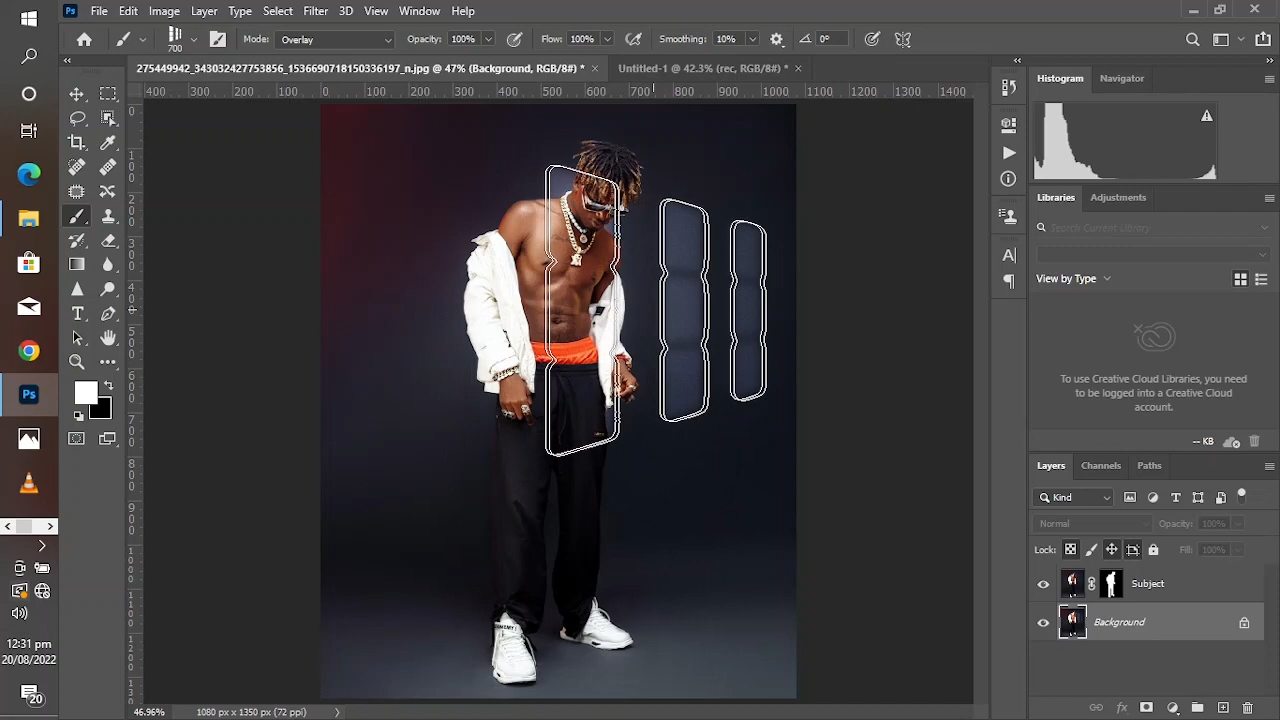 Ps File Edit Image Layer Type Select Filter 3D View Window Help
700 Mode: Overlay Opacity: 100% Flow: 100% Smoothing: 10% 0°
275449942_343032427753856_1536690718150336197_n.jpg @ 47% (Background, RGB/8#) * × Untitled-1 @ 42.3% (rec, RGB/8#) * ×
400 300 200 100 0 100 200 300 400 500 600 700 800 900 1000 1100 1200 1300 1400
Histogram Navigator
Libraries Adjustments
Search Current Library
View by Type
To use Creative Cloud Libraries, you need
to be logged into a Creative Cloud
account.
-- KB
Layers Channels Paths
Kind
Normal Opacity: 100%
Lock: Fill: 100%
Subject
Background
Ps
12:31 pm
20/08/2022
20
46.96% 1080 px x 1350 px (72 ppi)